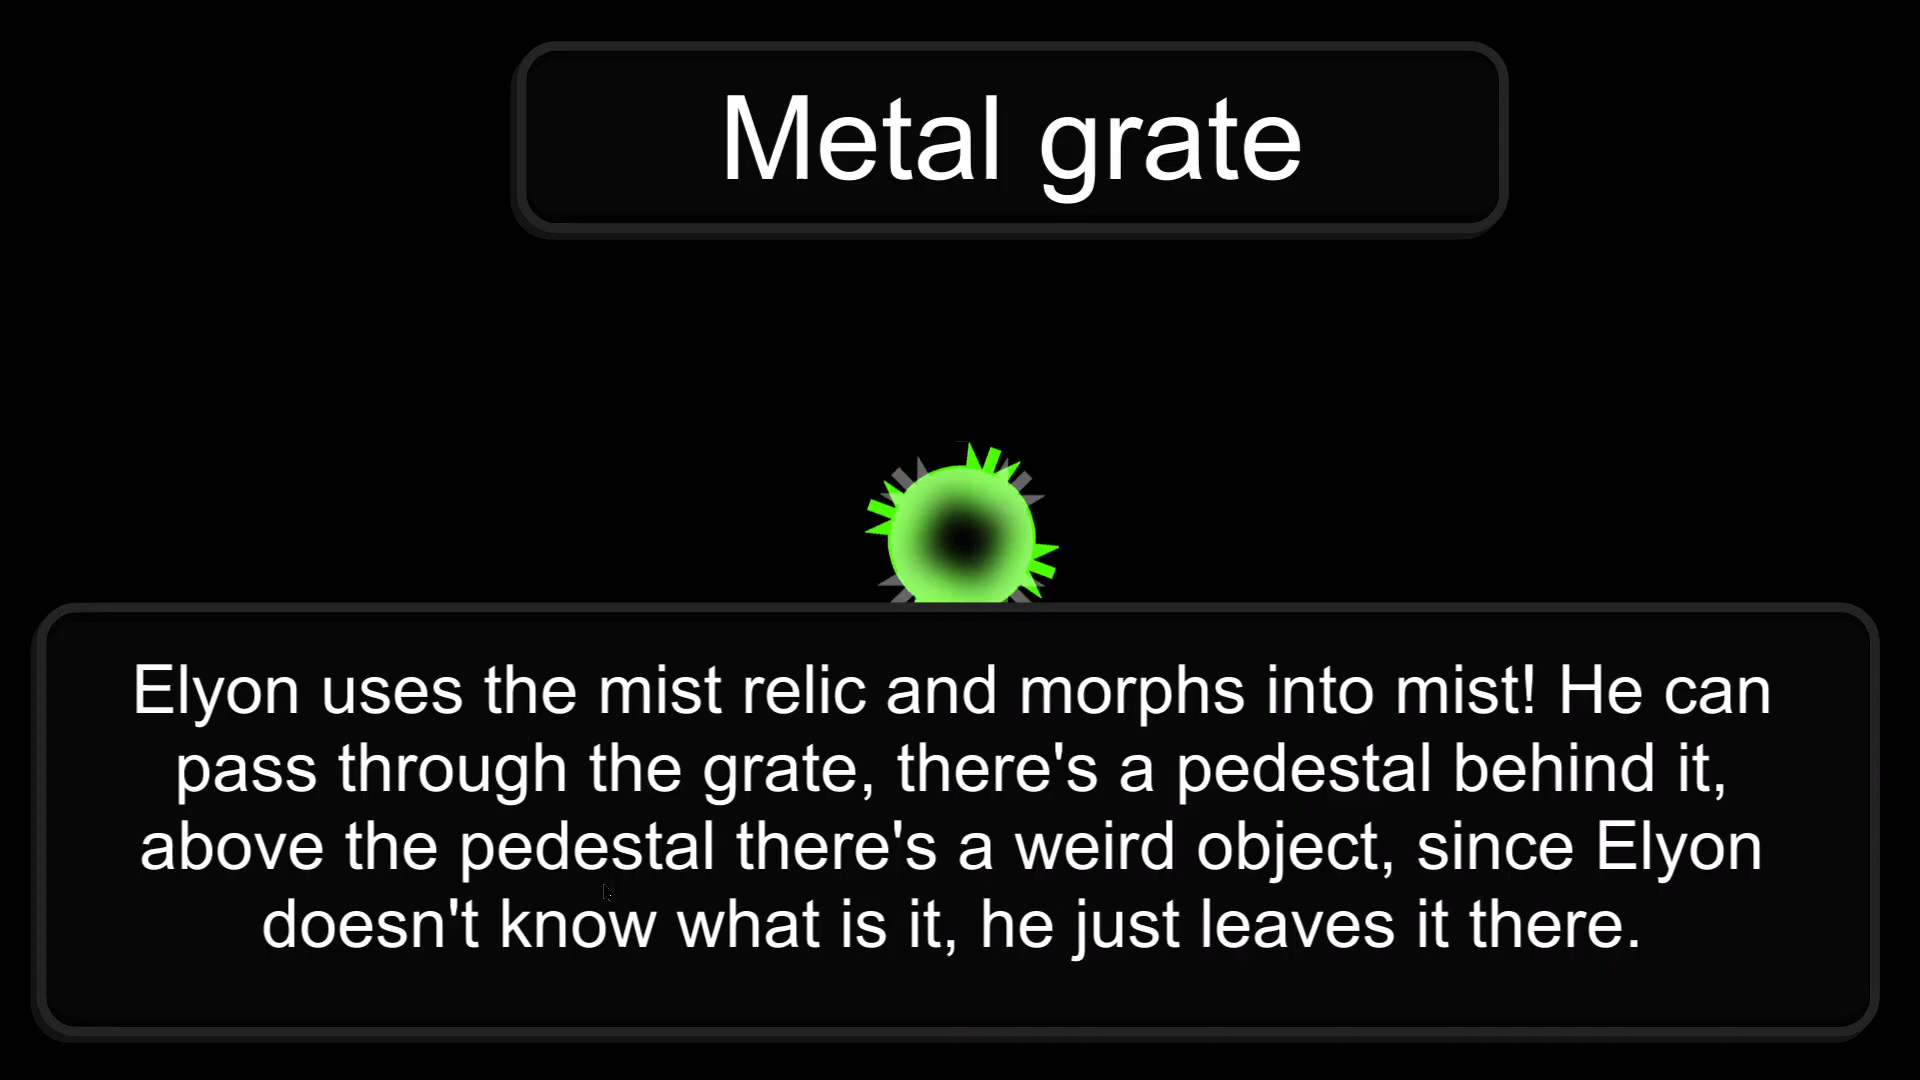 Metal grate
Elyon uses the mist relic and morphs into mist! He can
pass through the grate, there's a pedestal behind it,
above the pedestal there's a weird object, since Elyon
doesn't know what is it, he just leaves it there.